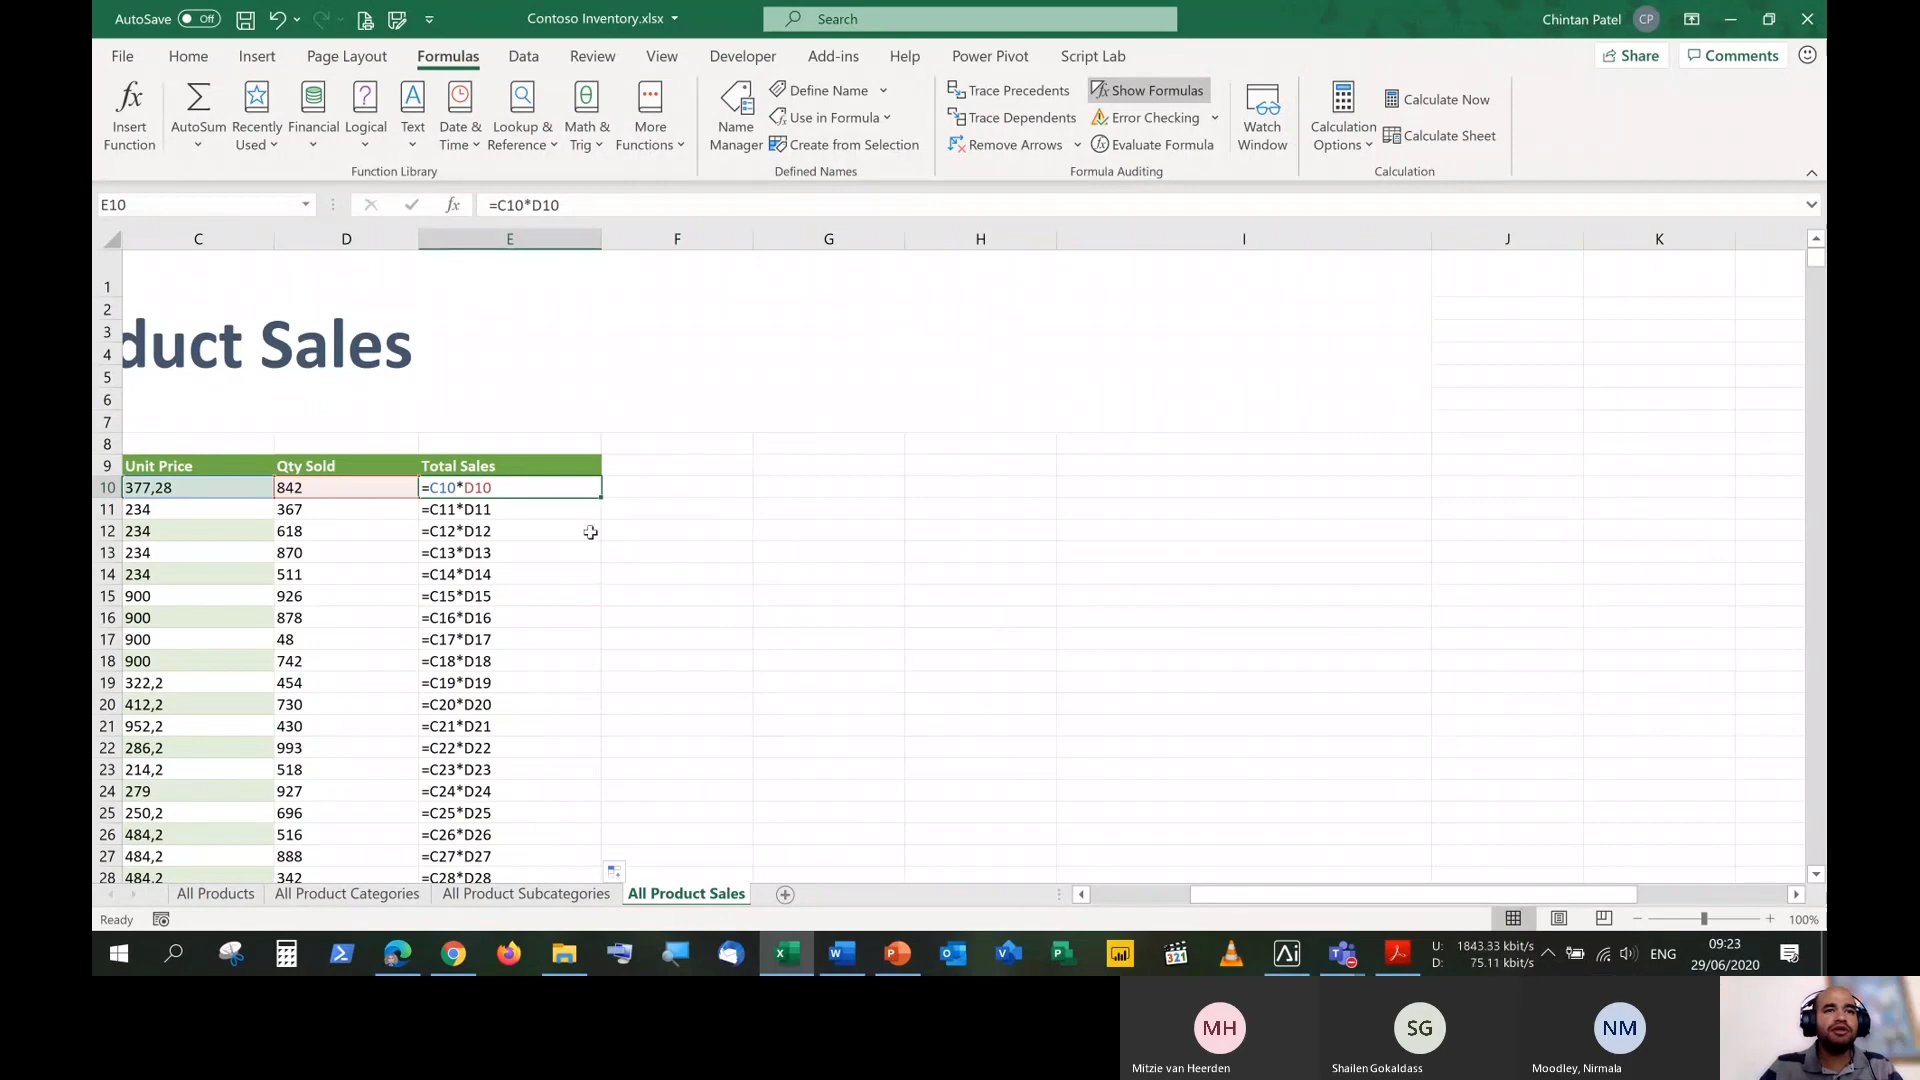 AutoSave Off Contoso Inventory.xlsx Search Chintan Patel CP
File Home Insert Page Layout Formulas Data Review View Developer Add-ins Help Power Pivot Script Lab Share Comments
Insert Function
AutoSum
Recently Used
Financial
Logical
Text
Date & Time
Lookup & Reference
Math & Trig
More Functions
Function Library
Name Manager
Define Name
Use in Formula
Create from Selection
Defined Names
Trace Precedents
Trace Dependents
Remove Arrows
Show Formulas
Error Checking
Evaluate Formula
Formula Auditing
Watch Window
Calculation Options
Calculate Now
Calculate Sheet
Calculation
E10 fx =C10*D10
C D E F G H I J K
1
2
3
duct Sales
4
5
6
7
8
9 Unit Price Qty Sold Total Sales
10 377,28 842 =C10*D10
11 234 367 =C11*D11
12 234 618 =C12*D12
13 234 870 =C13*D13
14 234 511 =C14*D14
15 900 926 =C15*D15
16 900 878 =C16*D16
17 900 48 =C17*D17
18 900 742 =C18*D18
19 322,2 454 =C19*D19
20 412,2 730 =C20*D20
21 952,2 430 =C21*D21
22 286,2 993 =C22*D22
23 214,2 518 =C23*D23
24 279 927 =C24*D24
25 250,2 696 =C25*D25
26 484,2 516 =C26*D26
27 484,2 888 =C27*D27
28 484,2 342 =C28*D28
All Products All Product Categories All Product Subcategories All Product Sales
Ready 100%
U: 1843.33 kbit/s
D: 75.11 kbit/s
ENG
09:23
29/06/2020
MH SG NM
Mitzie van Heerden Shailen Gokaldass Moodley, Nirmala